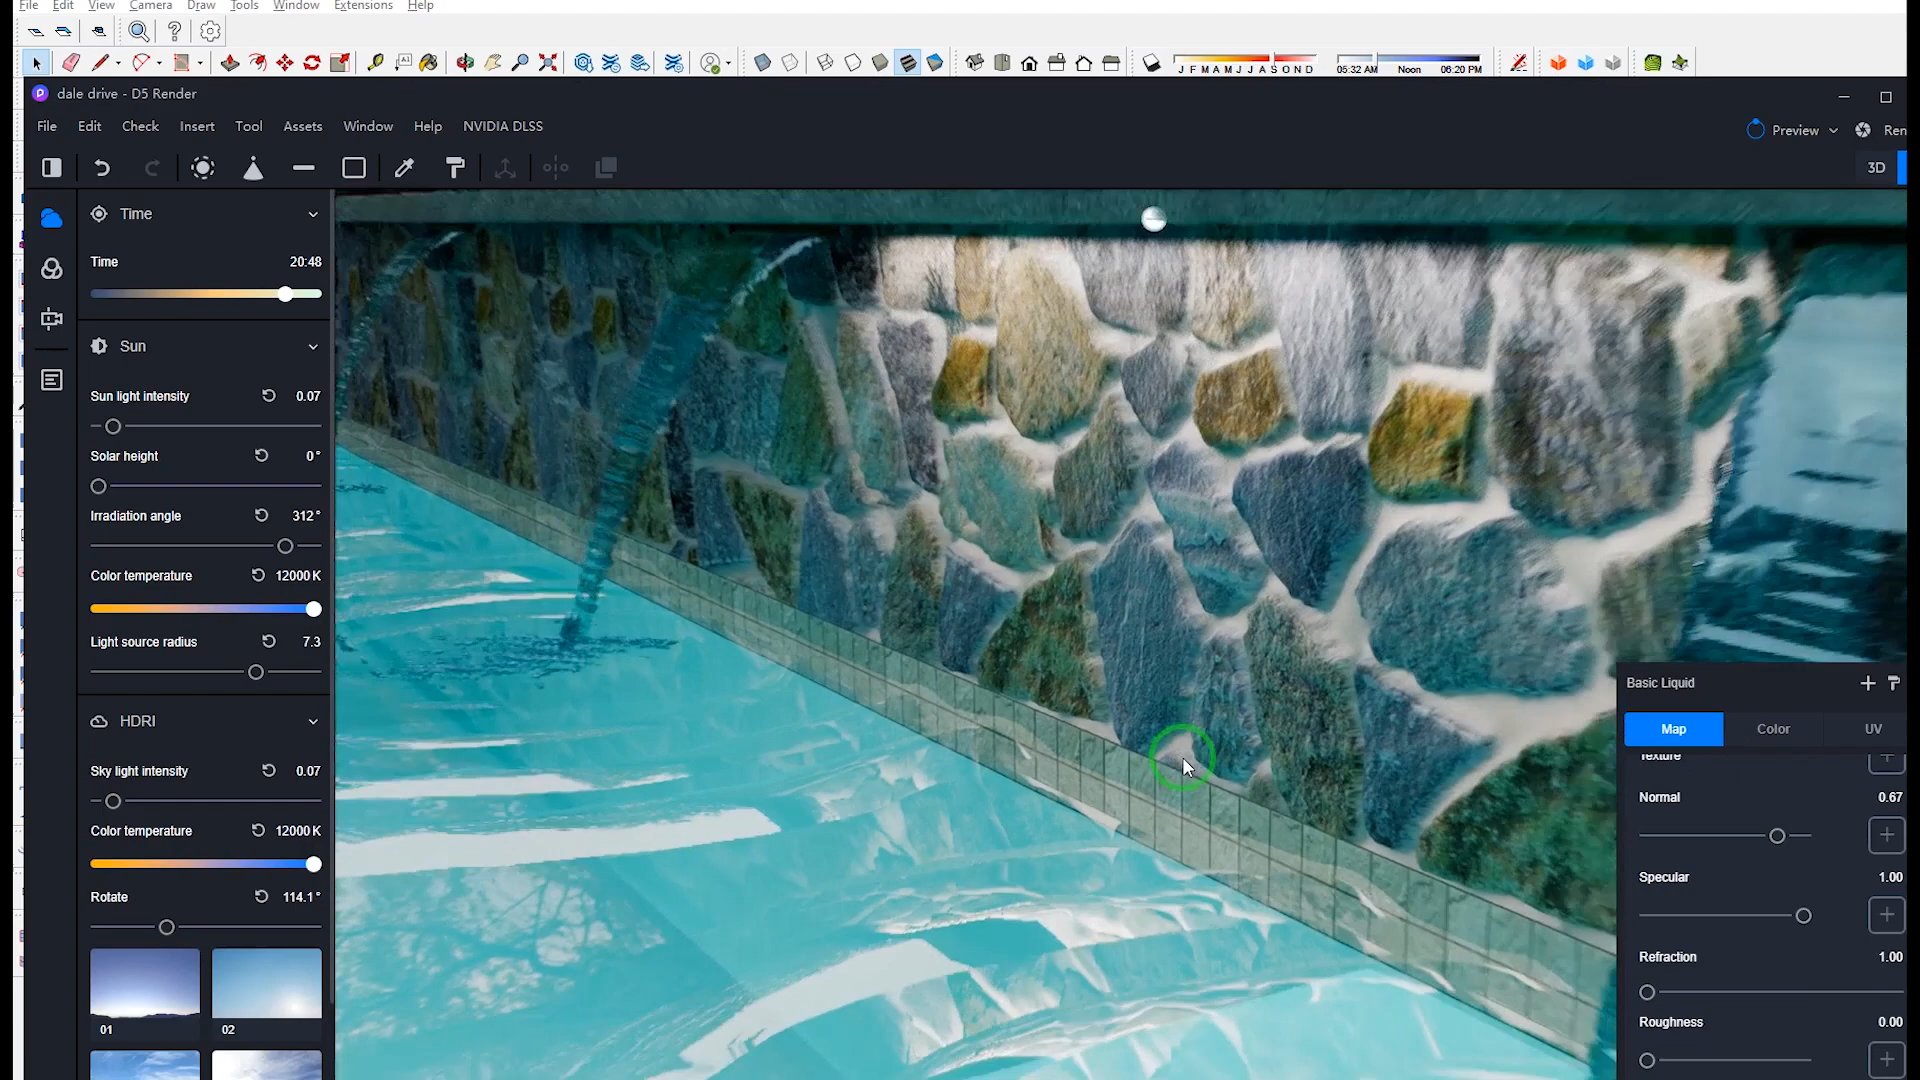 File Edit View Camera Draw Tools Window Extensions Help
J F M A M J J A S O N D 05:32 AM Noon 06:20 PM
dale drive - D5 Render
File Edit Check Insert Tool Assets Window Help NVIDIA DLSS
Preview Ren
3D
Time
Time 20:48
Sun
Sun light intensity 0.07
Solar height 0°
Irradiation angle 312°
Color temperature 12000 K
Light source radius 7.3
HDRI
Sky light intensity 0.07
Color temperature 12000 K
Rotate 114.1°
01 02
Basic Liquid
Map Color UV
Texture
Normal 0.67
Specular 1.00
Refraction 1.00
Roughness 0.00